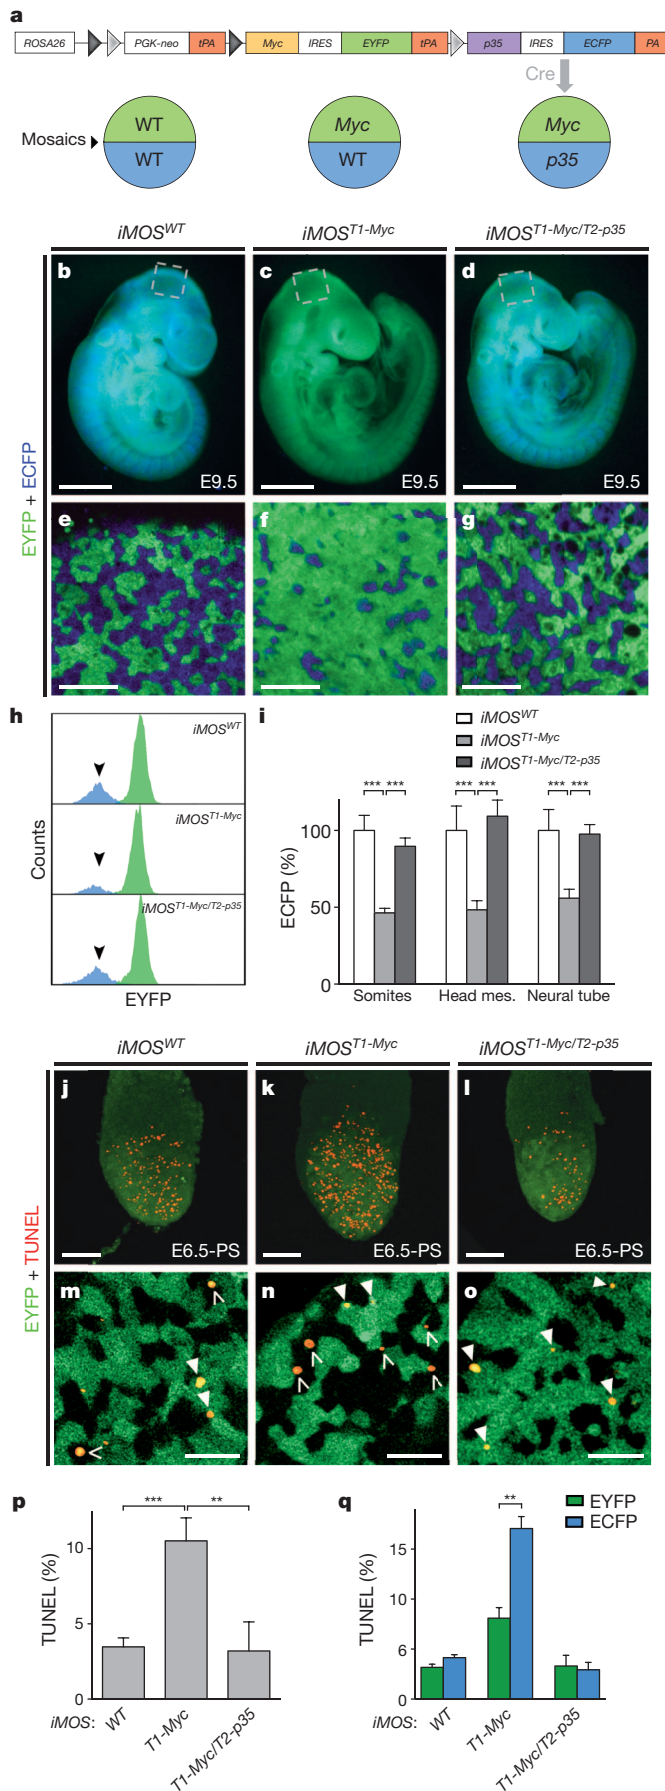 a
ROSA26 PGK-neo tPA Myc IRES EYFP tPA p35 IRES ECFP PA
Cre
Mosaics
WT
WT
Myc
WT
Myc
p35
iMOSWT iMOST1-Myc iMOST1-Myc/T2-p35
EYFP + ECFP
b E9.5
c E9.5
d E9.5
e
f
g
h
Counts
iMOSWT
iMOST1-Myc
iMOST1-Myc/T2-p35
EYFP
i
iMOSWT
iMOST1-Myc
iMOST1-Myc/T2-p35
*** *** *** *** *** ***
ECFP (%)
100
50
0
Somites Head mes. Neural tube
iMOSWT iMOST1-Myc iMOST1-Myc/T2-p35
EYFP + TUNEL
j E6.5-PS
k E6.5-PS
l E6.5-PS
m
n
o
p
*** **
TUNEL (%)
10
5
0
iMOS: WT T1-Myc T1-Myc/T2-p35
q
EYFP
ECFP
**
TUNEL (%)
15
10
6
0
iMOS: WT T1-Myc T1-Myc/T2-p35